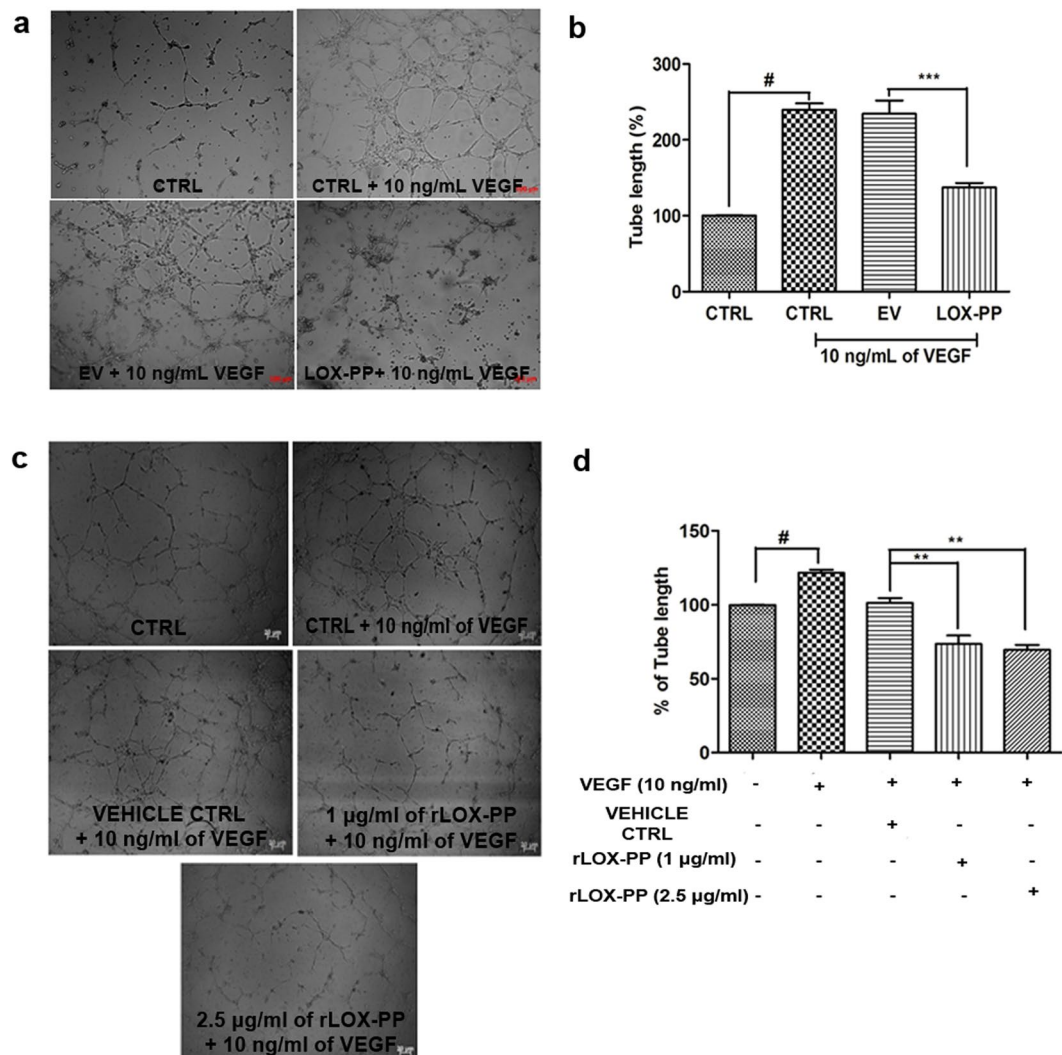 a
CTRL
CTRL + 10 ng/mL VEGF
EV + 10 ng/mL VEGF
LOX-PP+ 10 ng/mL VEGF
b
Tube length (%)
300
200
100
0
#
***
CTRL
CTRL
EV
LOX-PP
10 ng/mL of VEGF
c
CTRL
CTRL + 10 ng/ml of VEGF
VEHICLE CTRL
+ 10 ng/ml of VEGF
1 µg/ml of rLOX-PP
+ 10 ng/ml of VEGF
2.5 µg/ml of rLOX-PP
+ 10 ng/ml of VEGF
d
% of Tube length
150
100
50
0
#
**
**
VEGF (10 ng/ml) - + + + +
VEHICLE
CTRL - - + - -
rLOX-PP (1 µg/ml) - - - + -
rLOX-PP (2.5 µg/ml) - - - - +